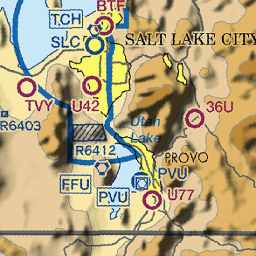 BTF
TCH
SLC
SALT LAKE CITY
TVY
U42
36U
Utah
Lake
R6403
R6412
PROVO
PVU
FFU
PVU
U77